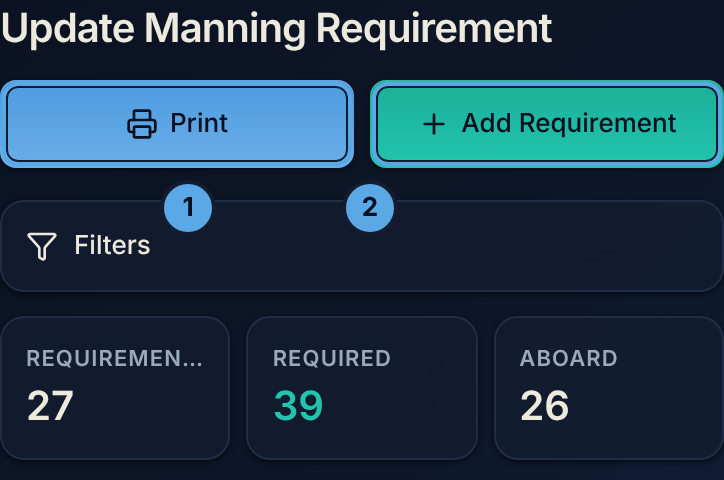 Update Manning Requirement
Print
Add Requirement
1
2
Filters
REQUIREMEN...
REQUIRED
ABOARD
27
39
26